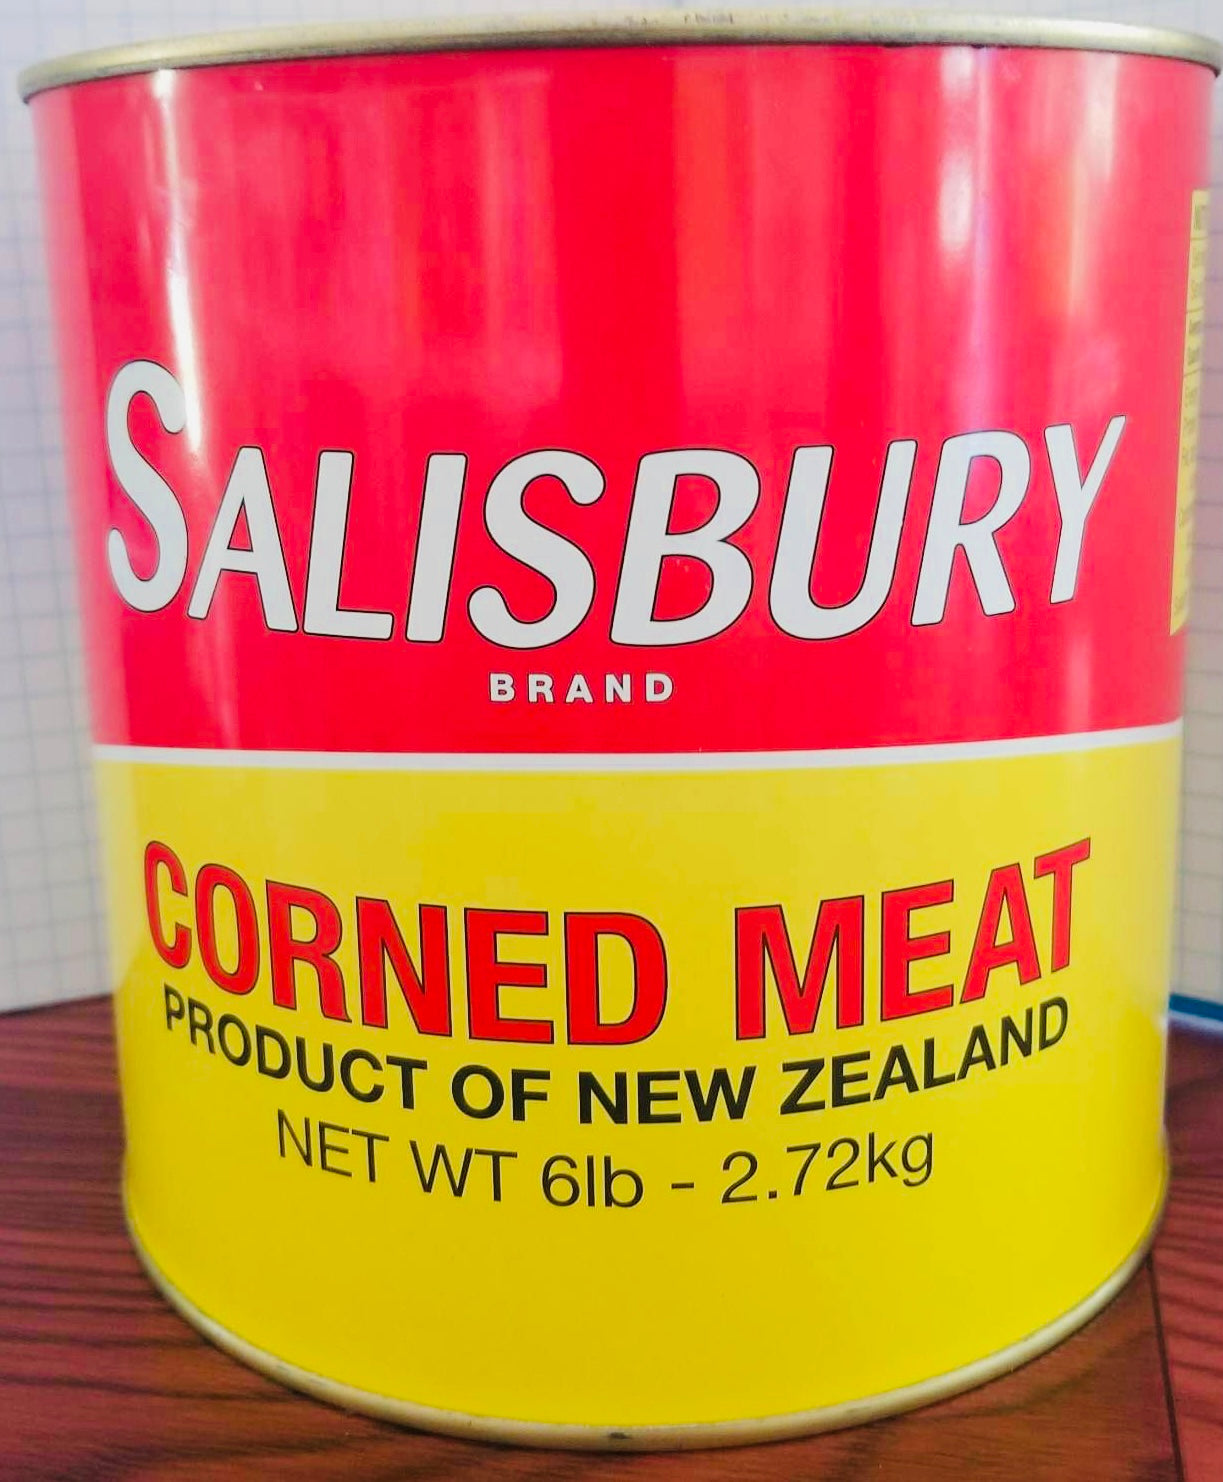 SALISBURY
BRAND
CORNED MEAT
PRODUCT OF NEW ZEALAND
NET WT 6lb - 2.72kg